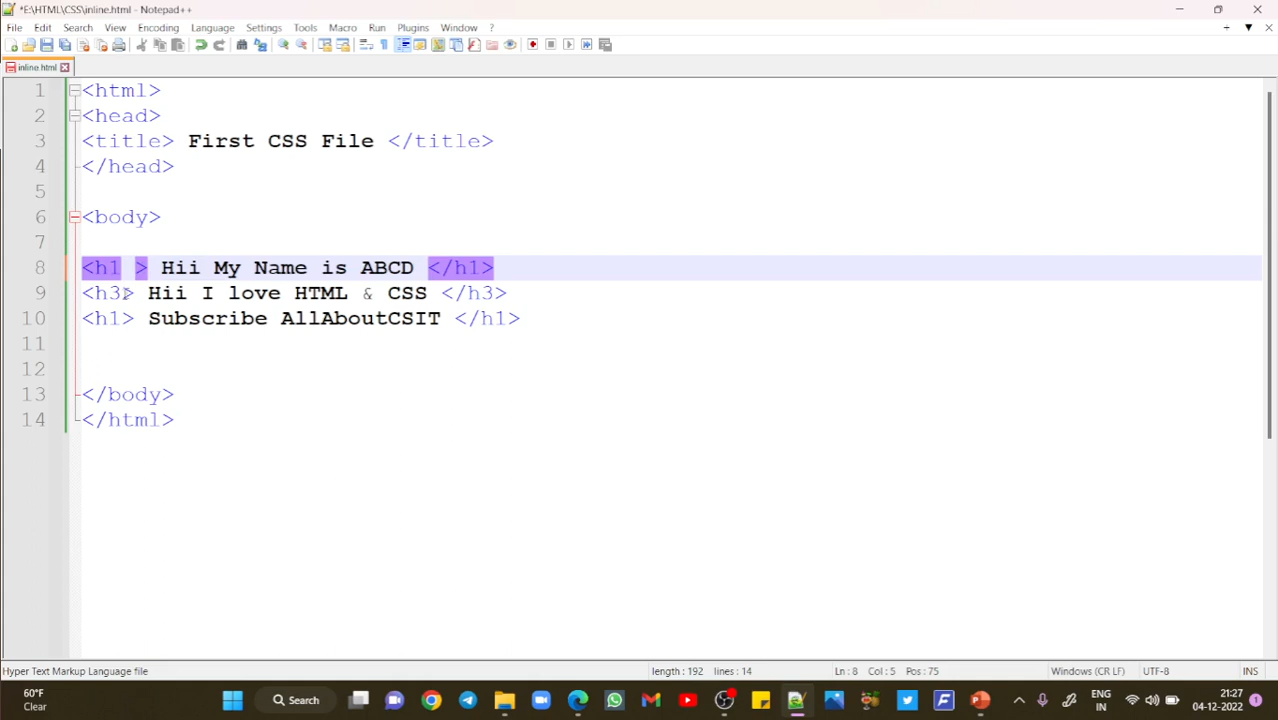 *E:\HTML\CSS\inline.html - Notepad++
File Edit Search View Encoding Language Settings Tools Macro Run Plugins Window ?
inline.html
1 <html>
2 <head>
3 <title> First CSS File </title>
4 </head>
5
6 <body>
7
8 <h1 > Hii My Name is ABCD </h1>
9 <h3> Hii I love HTML & CSS </h3>
10 <h1> Subscribe AllAboutCSIT </h1>
11
12
13 </body>
14 </html>
Hyper Text Markup Language file length : 192 lines : 14 Ln : 8 Col : 5 Pos : 75 Windows (CR LF) UTF-8 INS
60°F
Clear
Search
ENG
IN
21:27
04-12-2022
1